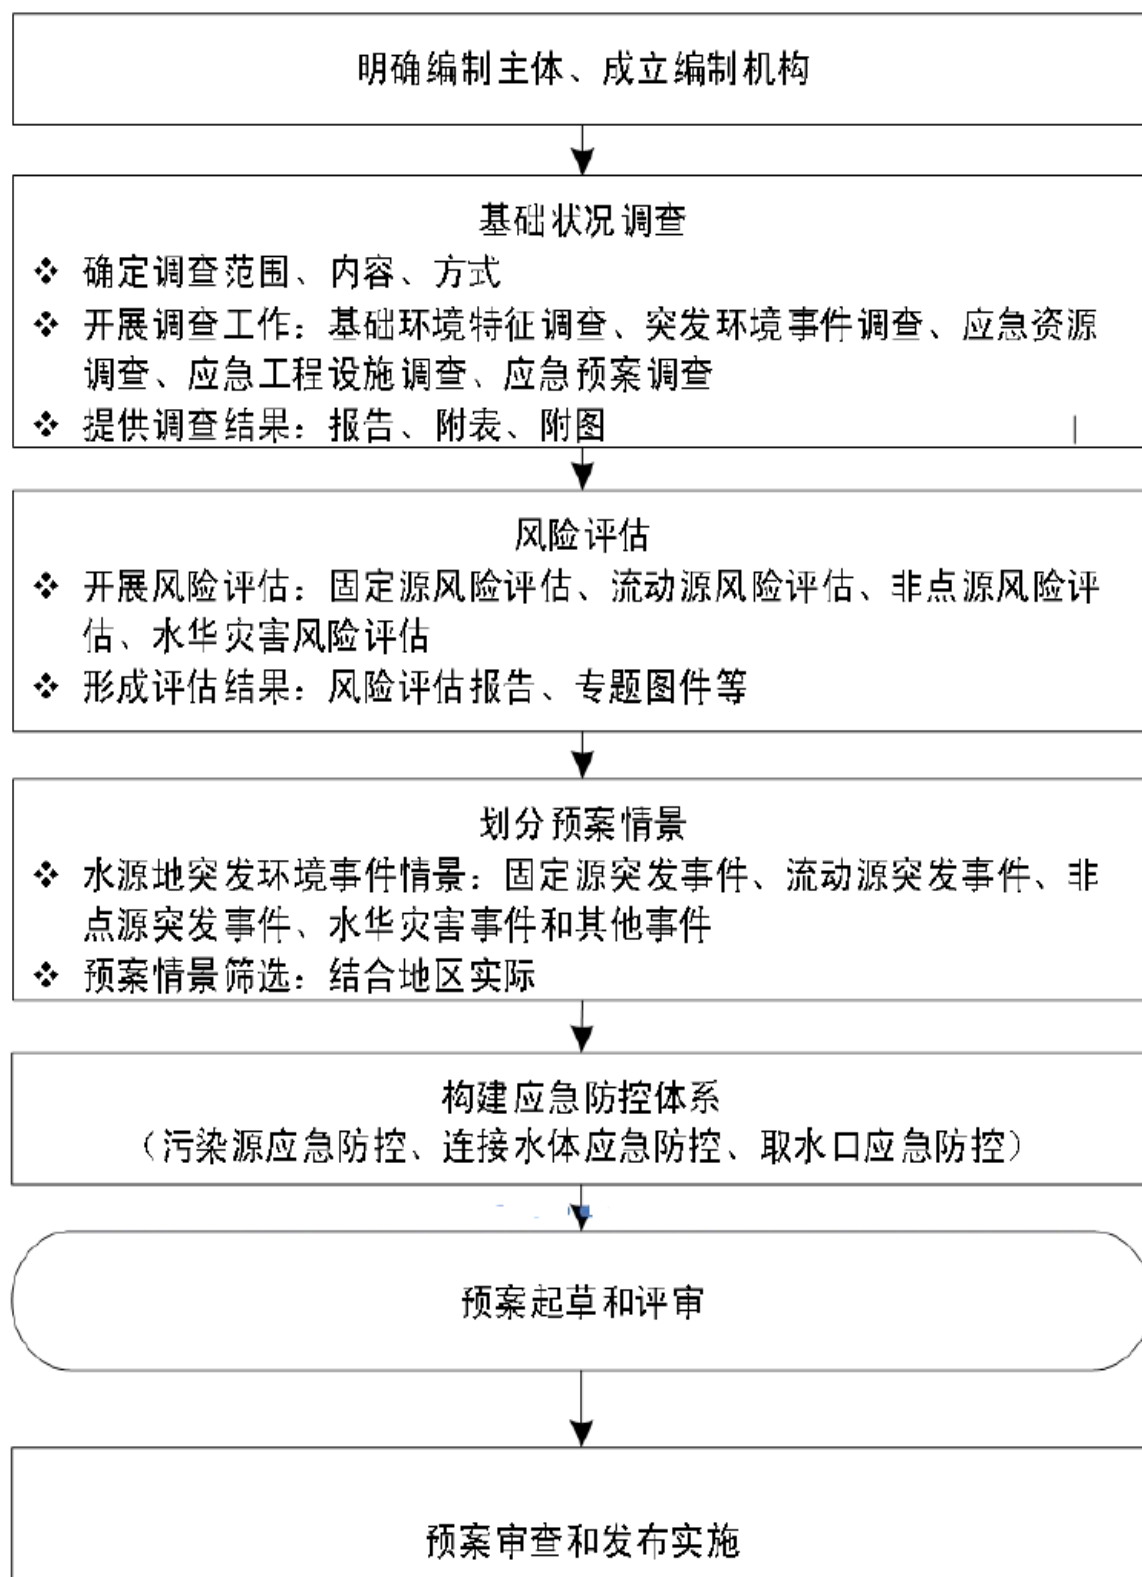 明确编制主体、成立编制机构
基础状况调查
❖ 确定调查范围、内容、方式
❖ 开展调查工作：基础环境特征调查、突发环境事件调查、应急资源
调查、应急工程设施调查、应急预案调查
❖ 提供调查结果：报告、附表、附图
风险评估
❖ 开展风险评估：固定源风险评估、流动源风险评估、非点源风险评
估、水华灾害风险评估
❖ 形成评估结果：风险评估报告、专题图件等
划分预案情景
❖ 水源地突发环境事件情景：固定源突发事件、流动源突发事件、非
点源突发事件、水华灾害事件和其他事件
❖ 预案情景筛选：结合地区实际
构建应急防控体系
（污染源应急防控、连接水体应急防控、取水口应急防控）
预案起草和评审
预案审查和发布实施